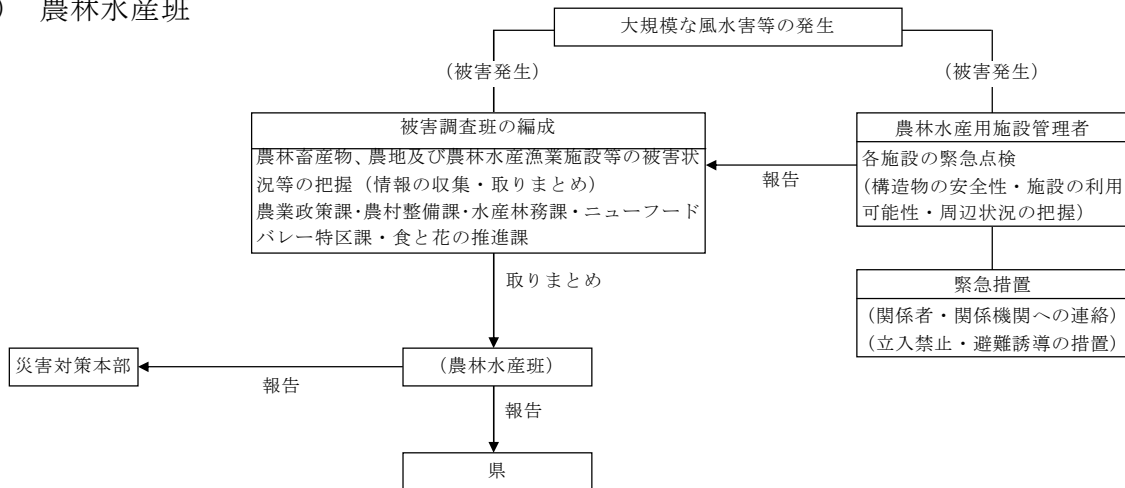 ) 農林水産班
大規模な風水害等の発生
(被害発生)
(被害発生)
被害調査班の編成
農林畜産物、農地及び農林水産漁業施設等の被害状
況等の把握(情報の収集・取りまとめ)
農業政策課・農村整備課・水産林務課・ニューフード
バレー特区課・食と花の推進課
報告
農林水産用施設管理者
各施設の緊急点検
(構造物の安全性・施設の利用
可能性・周辺状況の把握)
取りまとめ
緊急措置
(関係者・関係機関への連絡)
(立入禁止・避難誘導の措置)
災害対策本部
報告
(農林水産班)
報告
県